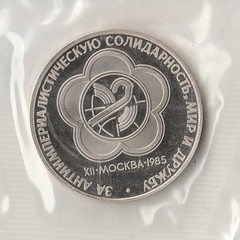 ЗА АНТИИМПЕРИАЛИСТИЧЕСКУЮ СОЛИДАРНОСТЬ, МИР И ДРУЖБУ
XII·МОСКВА·1985